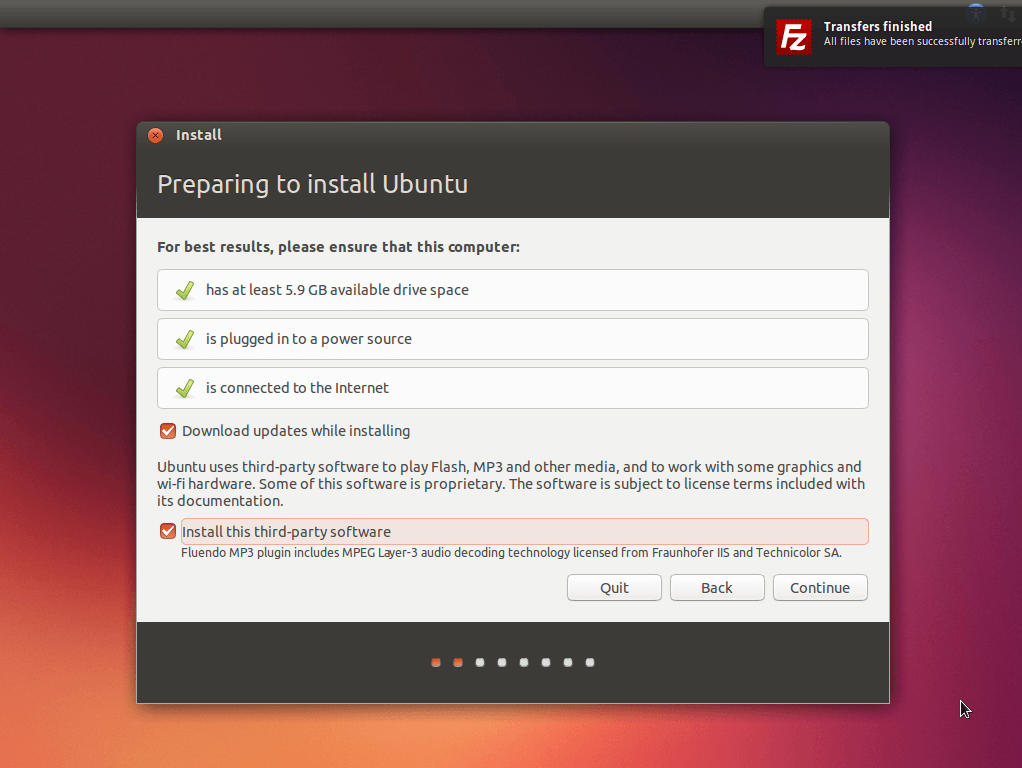 Fz
Transfers finished
All files have been successfully
Install
Preparing to install Ubuntu
For best results, please ensure that this computer:
has at least 5.9 GB available drive space
is plugged in to a power source
is connected to the Internet
Download updates while installing
Ubuntu uses third-party software to play Flash, MP3 and other media, and to work with some graphics and
wi-fi hardware. Some of this software is proprietary. The software is subject to license terms included with
its documentation.
Install this third-party software
Fluendo MP3 plugin includes MPEG Layer-3 audio decoding technology licensed from Fraunhofer IIS and Technicolor SA.
Quit Back Continue